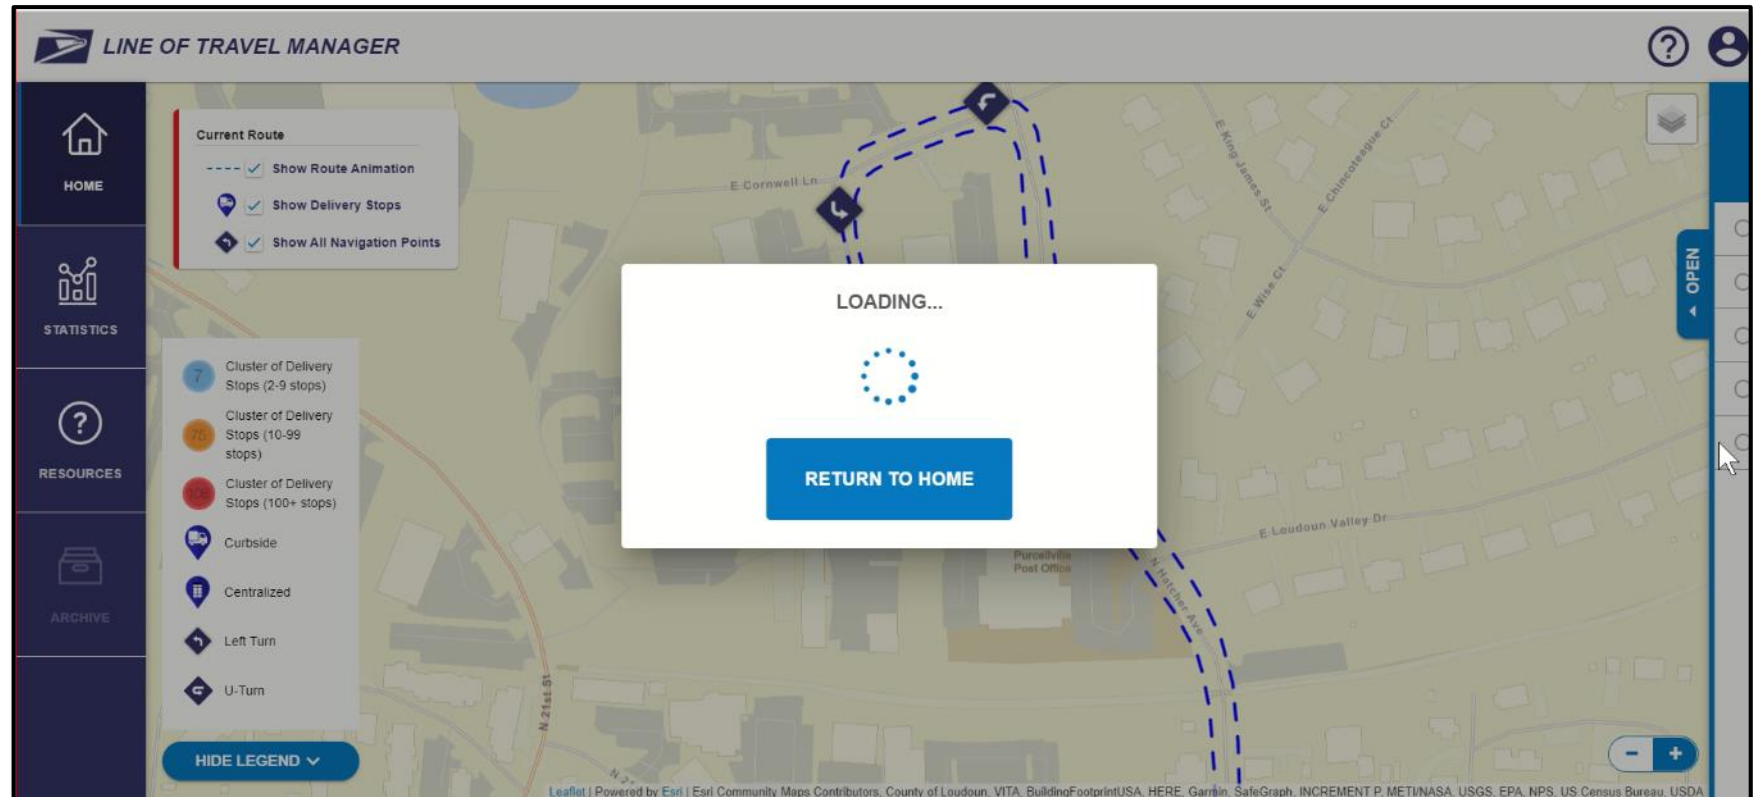 LINE OF TRAVEL MANAGER
HOME
STATISTICS
RESOURCES
ARCHIVE
Current Route
Show Route Animation
Show Delivery Stops
Show All Navigation Points
7
Cluster of Delivery
Stops (2-9 stops)
75
Cluster of Delivery
Stops (10-99
stops)
Cluster of Delivery
Stops (100+ stops)
Curbside
Centralized
Left Turn
U-Turn
HIDE LEGEND
E Cornwell Ln
E King James St
E Chincoteague Ct
E Wise Ct
OPEN
LOADING...
RETURN TO HOME
E Loudoun Valley Dr
Purcellville
Post Office
N Hatcher Ave
N 21st St
N 2
- +
Leaflet | Powered by Esri | Esri Community Maps Contributors, County of Loudoun, VITA, BuildingFootprintUSA, HERE, Garmin, SafeGraph, INCREMENT P, METI/NASA, USGS, EPA, NPS, US Census Bureau, USDA